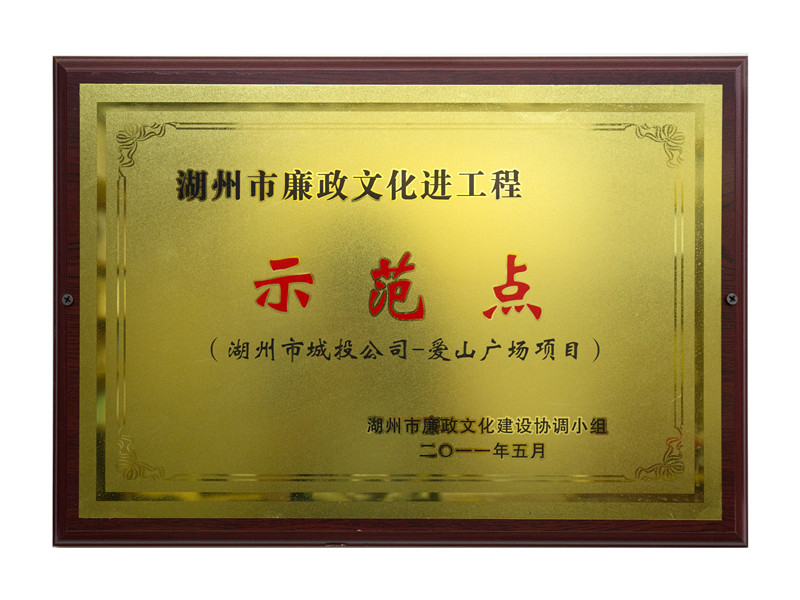 湖州市廉政文化进工程
示范点
（湖州市城投公司-爱山广场项目）
湖州市廉政文化建设协调小组
二〇一一年五月